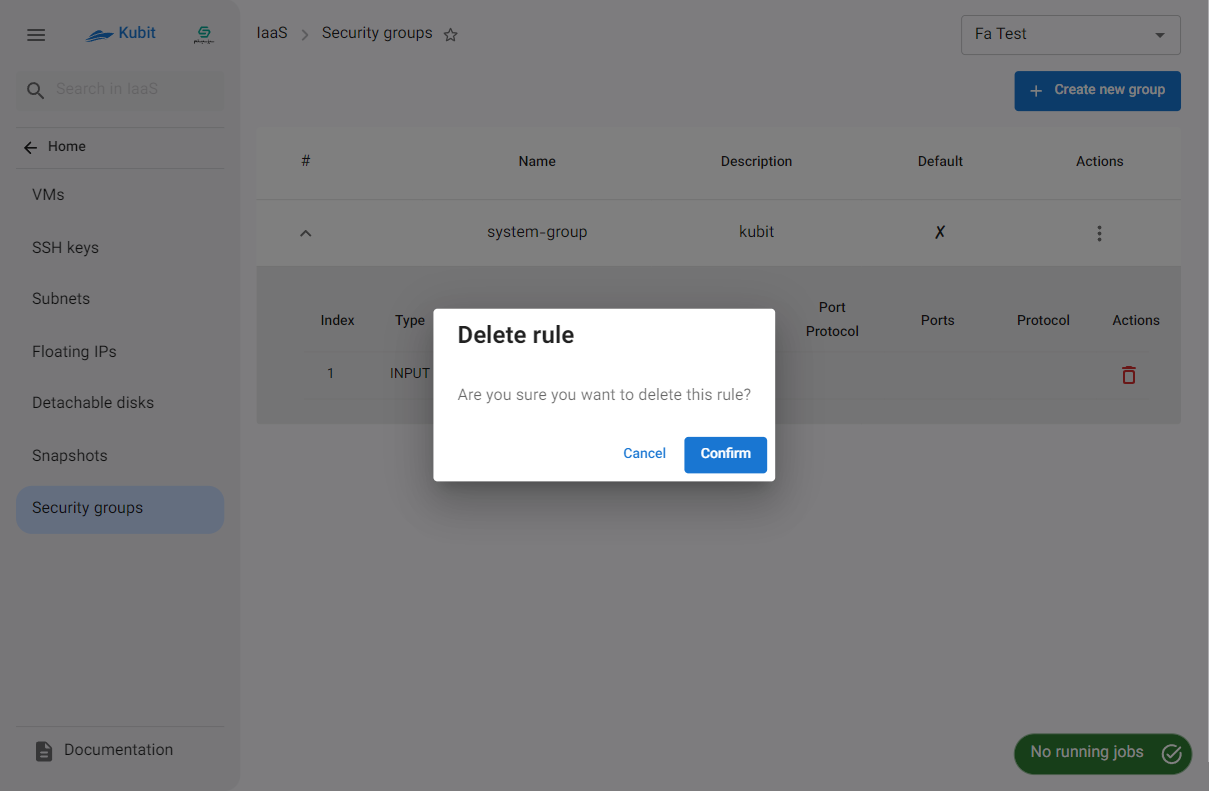 Kubit
IaaS
Security groups
Fa Test
Search in IaaS
Create new group
Home
VMs
SSH keys
Subnets
Floating IPs
Detachable disks
Snapshots
Security groups
Documentation
# Name Description Default Actions
system-group kubit ✗
Index Type Port Protocol Ports Protocol Actions
1 INPUT
Delete rule
Are you sure you want to delete this rule?
Cancel Confirm
No running jobs